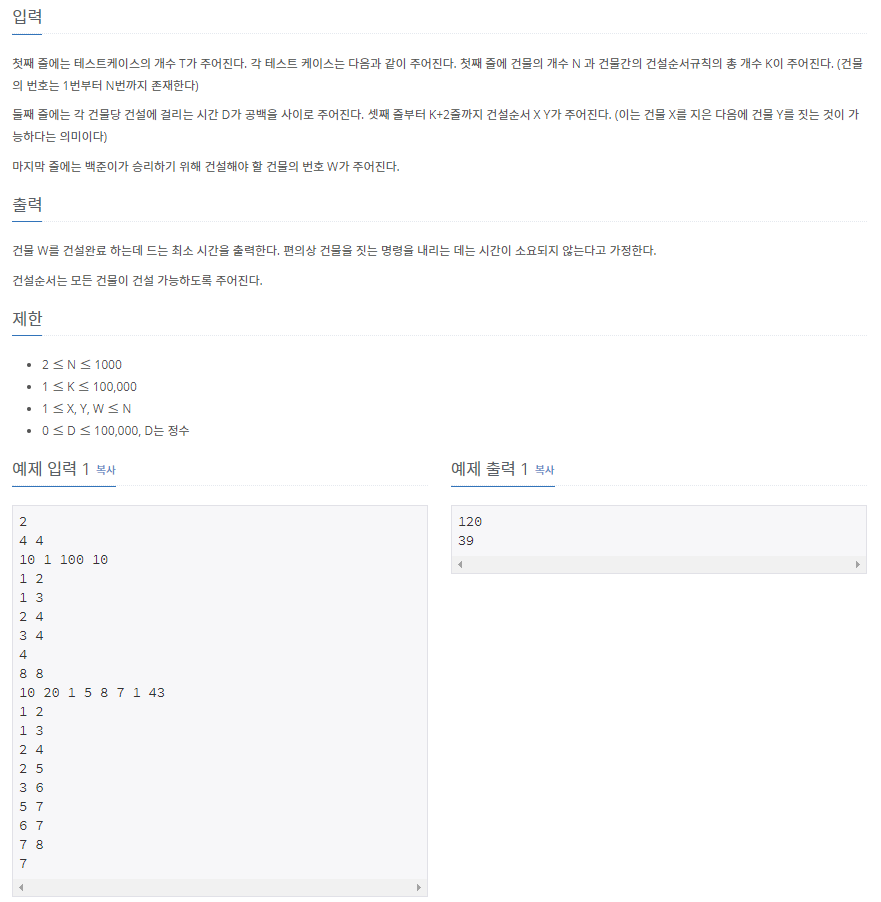 입력
첫째 줄에는 테스트케이스의 개수 T가 주어진다. 각 테스트 케이스는 다음과 같이 주어진다. 첫째 줄에 건물의 개수 N 과 건물간의 건설순서규칙의 총 개수 K이 주어진다. (건물
의 번호는 1번부터 N번까지 존재한다)
둘째 줄에는 각 건물당 건설에 걸리는 시간 D가 공백을 사이로 주어진다. 셋째 줄부터 K+2줄까지 건설순서 X Y가 주어진다. (이는 건물 X를 지은 다음에 건물 Y를 짓는 것이 가
능하다는 의미이다)
마지막 줄에는 백준이가 승리하기 위해 건설해야 할 건물의 번호 W가 주어진다.
출력
건물 W를 건설완료 하는데 드는 최소 시간을 출력한다. 편의상 건물을 짓는 명령을 내리는 데는 시간이 소요되지 않는다고 가정한다.
건설순서는 모든 건물이 건설 가능하도록 주어진다.
제한
2 ≤ N ≤ 1000
1 ≤ K ≤ 100,000
1 ≤ X, Y, W ≤ N
0 ≤ D ≤ 100,000, D는 정수
예제 입력 1 복사
2
4 4
10 1 100 10
1 2
1 3
2 4
3 4
4
8 8
10 20 1 5 8 7 1 43
1 2
1 3
2 4
2 5
3 6
5 7
6 7
7 8
7
예제 출력 1 복사
120
39